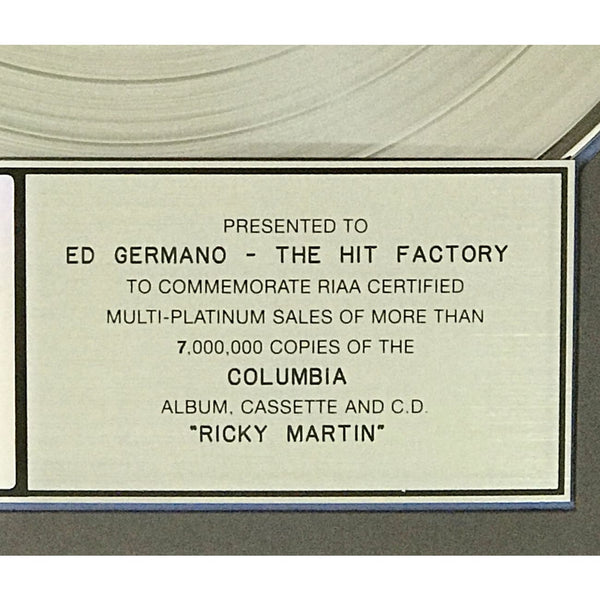 PRESENTED TO
ED GERMANO - THE HIT FACTORY
TO COMMEMORATE RIAA CERTIFIED
MULTI-PLATINUM SALES OF MORE THAN
7,000,000 COPIES OF THE
COLUMBIA
ALBUM, CASSETTE AND C.D.
"RICKY MARTIN"